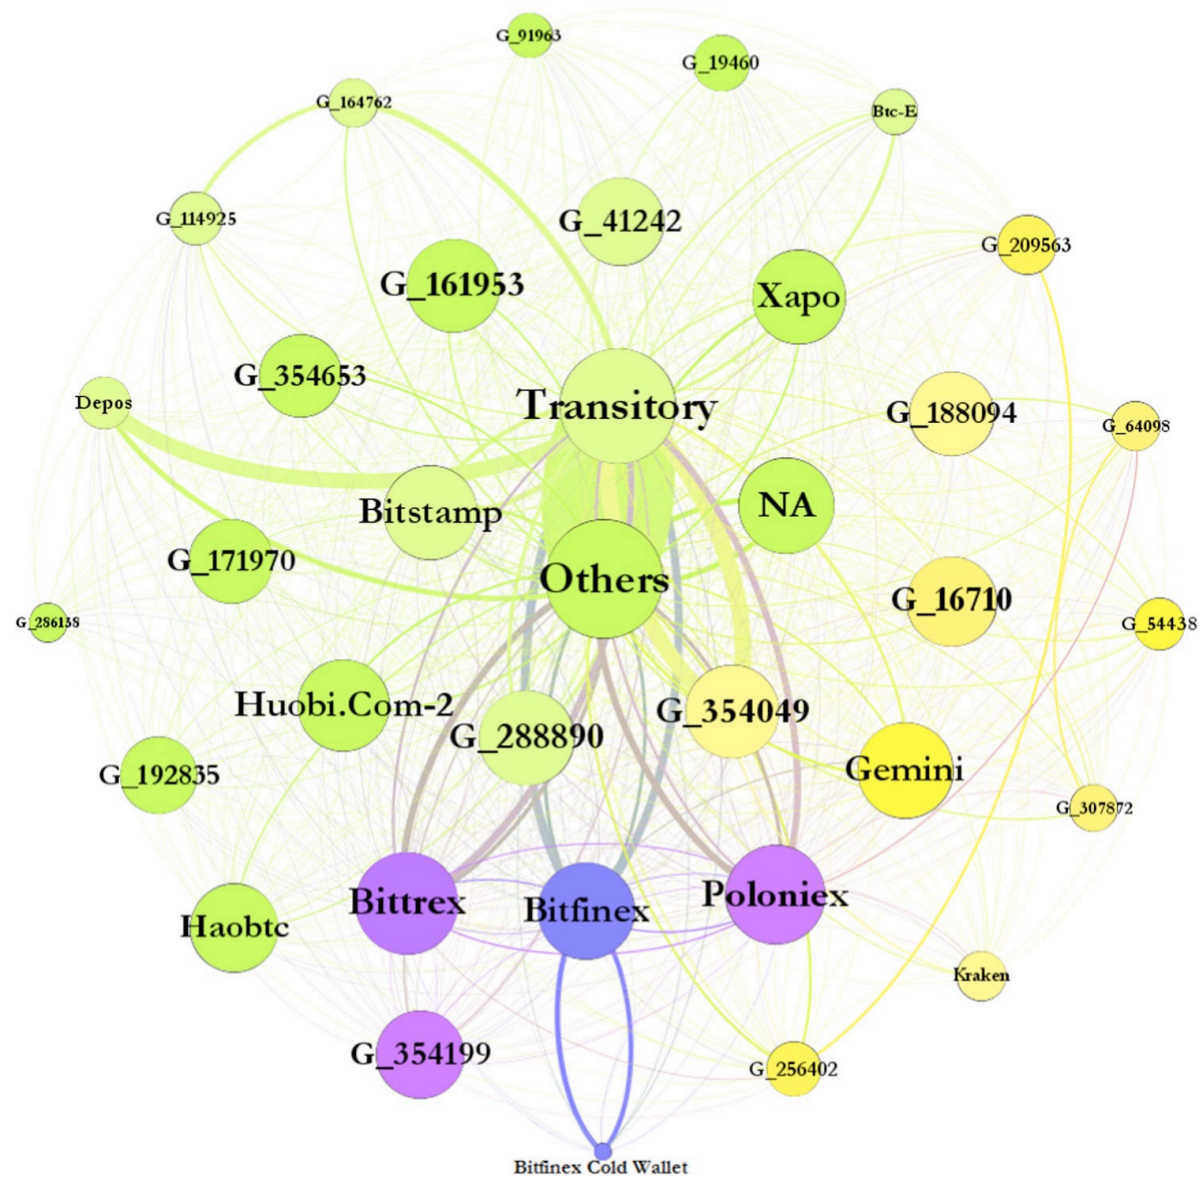 G_91963
G_19460
G_164762
Btc-E
G_114925
G_41242
G_209563
G_161953
Xapo
G_354653
Depos
Transitory
G_188094
G_64098
Bitstamp
NA
G_171970
Others
G_16710
G_286138
G_54438
Huobi.Com-2
G_288890
G_354049
Gemini
G_192835
G_307872
Haobtc
Bittrex
Bitfinex
Poloniex
Kraken
G_354199
G_256402
Bitfinex Cold Wallet